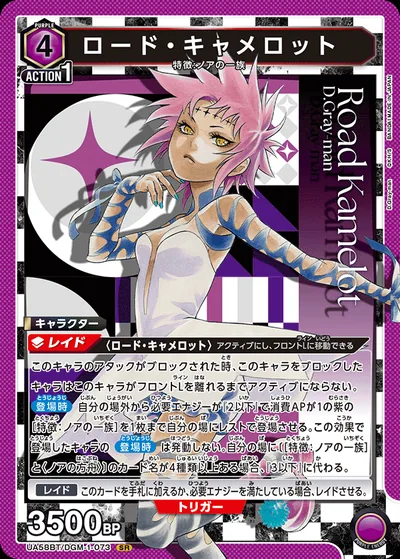 PURPLE
4
ACTION 1
ロード・キャメロット
特徴:ノアの一族
Road Kamelot
D.Gray-man
キャラクター
レイド 〈ロード・キャメロット〉 アクティブにし、フロントLに移動できる
このキャラのアタックがブロックされた時、このキャラをブロックした
キャラはこのキャラがフロントLを離れるまでアクティブにならない。
登場時 自分の場外から必要エナジーが[2以下]で消費APが1の紫の
[特徴:ノアの一族]を1枚まで自分の場にレストで登場させる。この効果で
登場したキャラの 登場時 は発動しない。自分の場に〔[特徴:ノアの一族]
と〈ノアの方舟〉〕のカード名が4種類以上ある場合、[3以下]に代わる。
レイド このカードを手札に加えるか、必要エナジーを満たしている場合、レイドさせる。
トリガー
3500BP
UA58BT/DGM-1-073 SR